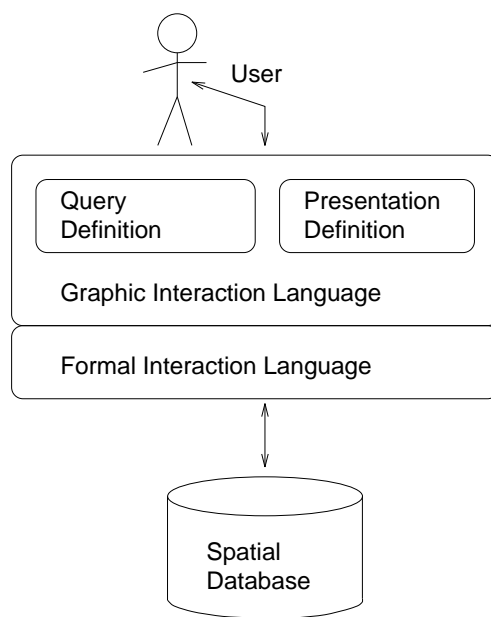 User
Query
Definition
Presentation
Definition
Graphic Interaction Language
Formal Interaction Language
Spatial
Database